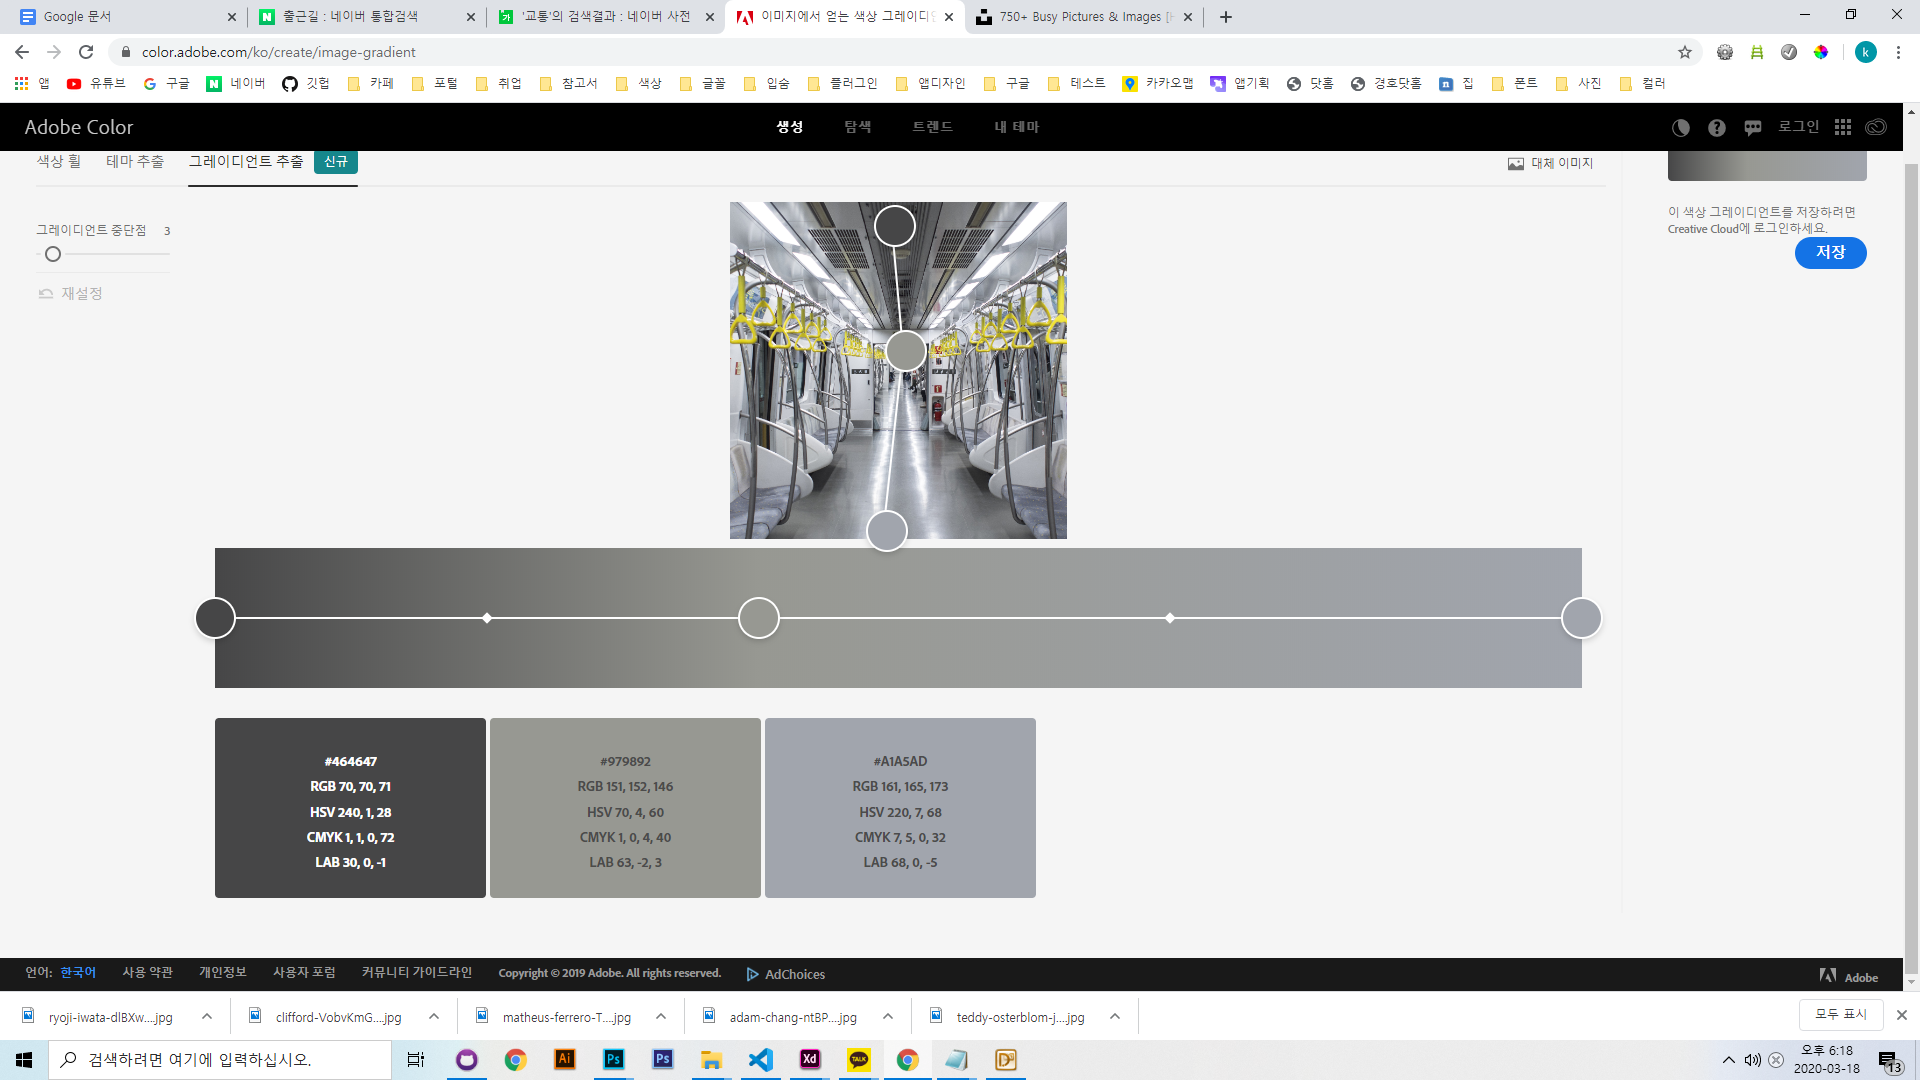 Google 문서
출근길 : 네이버 통합검색
'교통'의 검색결과 : 네이버 사전
이미지에서 얻는 색상 그레이디언
750+ Busy Pictures & Images [H
color.adobe.com/ko/create/image-gradient
k
앱
유튜브
구글
네이버
깃헙
카페
포털
취업
참고서
색상
글꼴
입숨
플러그인
앱디자인
구글
테스트
카카오맵
앱기획
닷홈
경호닷홈
집
폰트
사진
컬러
Adobe Color
생성
탐색
트렌드
내 테마
로그인
색상 휠
테마 추출
그레이디언트 추출
신규
대체 이미지
그레이디언트 중단점 3
재설정
이 색상 그레이디언트를 저장하려면
Creative Cloud에 로그인하세요.
저장
#464647
RGB 70, 70, 71
HSV 240, 1, 28
CMYK 1, 1, 0, 72
LAB 30, 0, -1
#979892
RGB 151, 152, 146
HSV 70, 4, 60
CMYK 1, 0, 4, 40
LAB 63, -2, 3
#A1A5AD
RGB 161, 165, 173
HSV 220, 7, 68
CMYK 7, 5, 0, 32
LAB 68, 0, -5
언어: 한국어
사용 약관
개인정보
사용자 포럼
커뮤니티 가이드라인
Copyright © 2019 Adobe. All rights reserved.
AdChoices
Adobe
ryoji-iwata-dlBXw....jpg
clifford-VobvKmG....jpg
matheus-ferrero-T....jpg
adam-chang-ntBP....jpg
teddy-osterblom-j....jpg
모두 표시
검색하려면 여기에 입력하십시오.
Ai
Ps
Ps
Xd
TALK
오후 6:18
2020-03-18
13